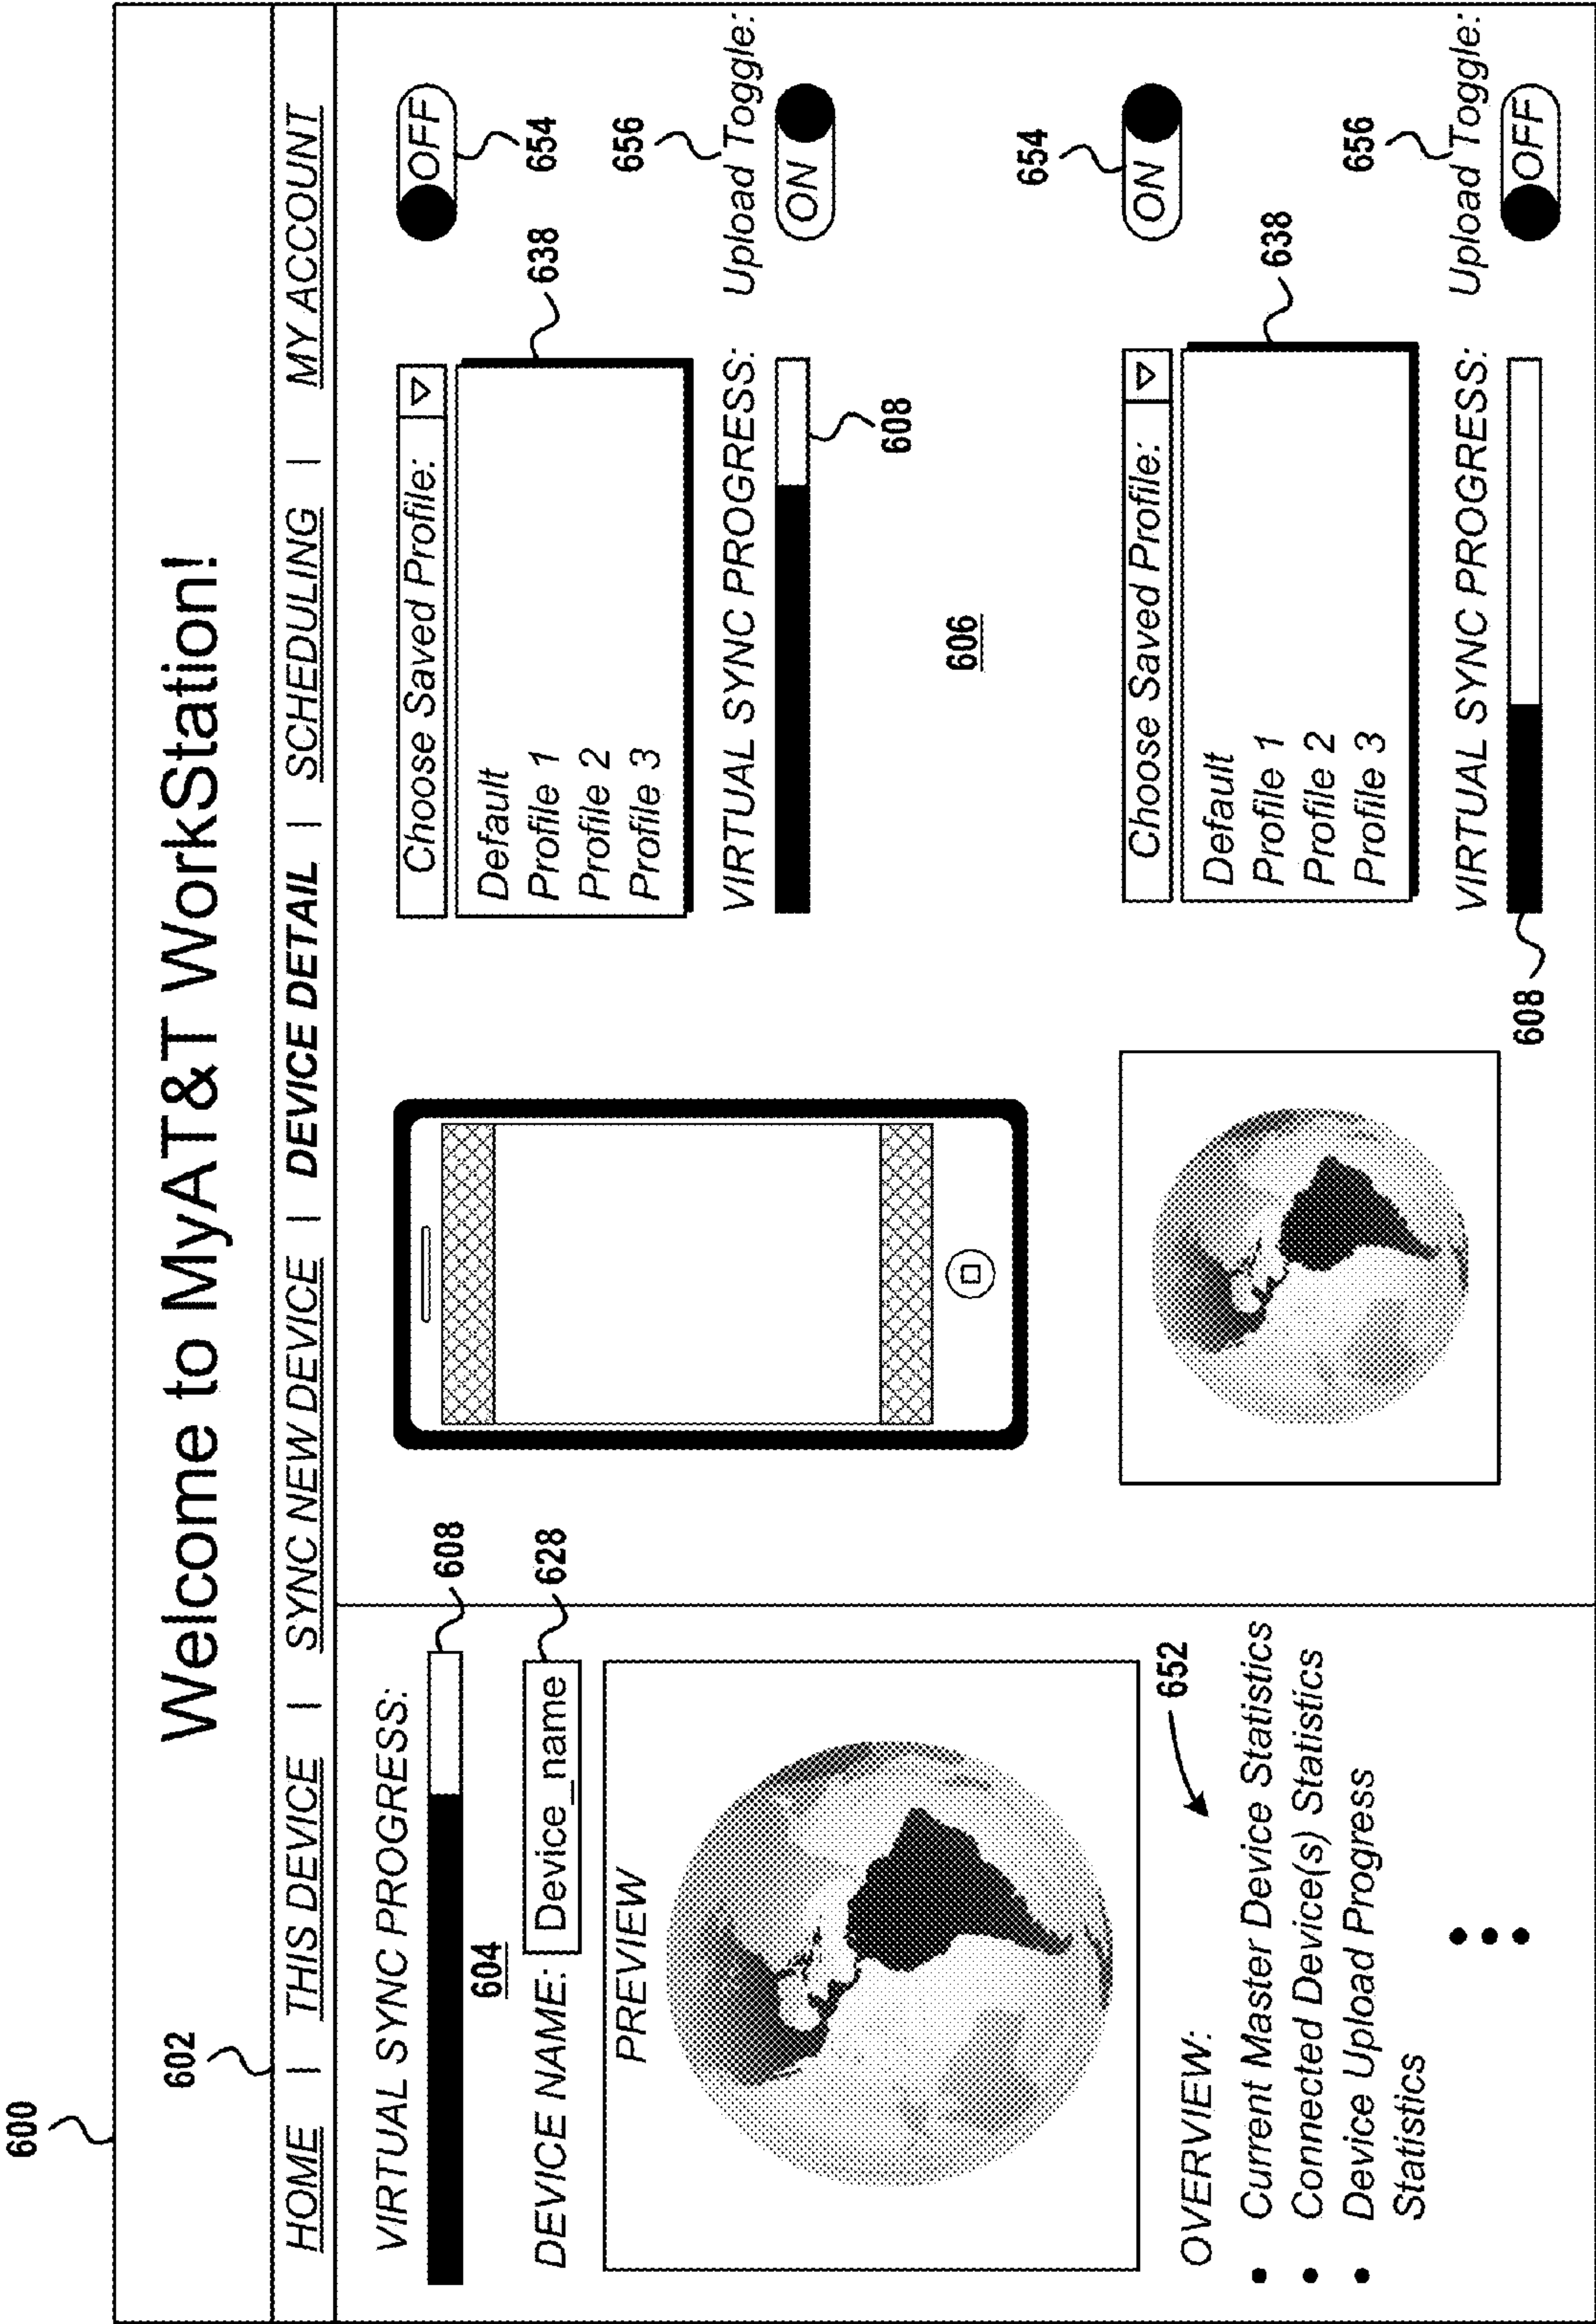 600
602
Welcome to MyAT&T WorkStation!
HOME | THIS DEVICE | SYNC NEW DEVICE | DEVICE DETAIL | SCHEDULING | MY ACCOUNT
VIRTUAL SYNC PROGRESS:
608
604
DEVICE NAME: Device_name
628
PREVIEW
652
OVERVIEW:
• Current Master Device Statistics
• Connected Device(s) Statistics
• Device Upload Progress
Statistics
Choose Saved Profile:
OFF
654
638
Default
Profile 1
Profile 2
Profile 3
656
VIRTUAL SYNC PROGRESS:
Upload Toggle:
ON
608
606
654
Choose Saved Profile:
ON
638
Default
Profile 1
Profile 2
Profile 3
656
VIRTUAL SYNC PROGRESS:
Upload Toggle:
OFF
608